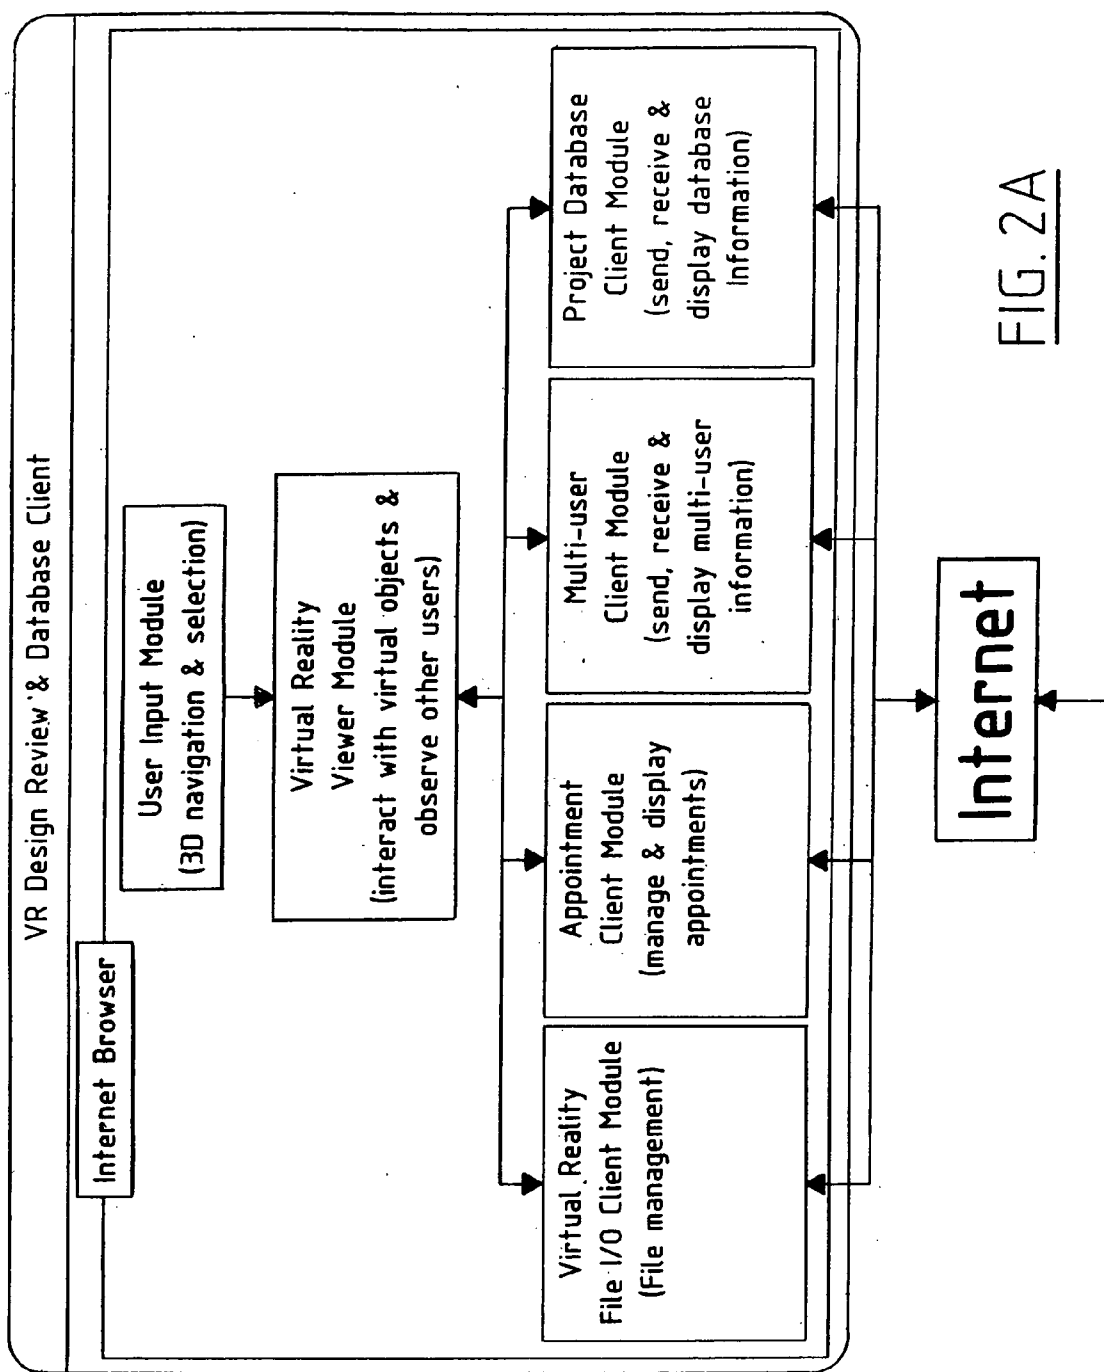 VR Design Review & Database Client
Internet Browser
User Input Module
(3D navigation & selection)
Virtual Reality
Viewer Module
(interact with virtual objects &
observe other users)
Virtual Reality
File I/O Client Module
(File management)
Appointment
Client Module
(manage & display
appointments)
Multi-user
Client Module
(send, receive &
display multi-user
information)
Project Database
Client Module
(send, receive &
display database
Information)
Internet
FIG. 2A